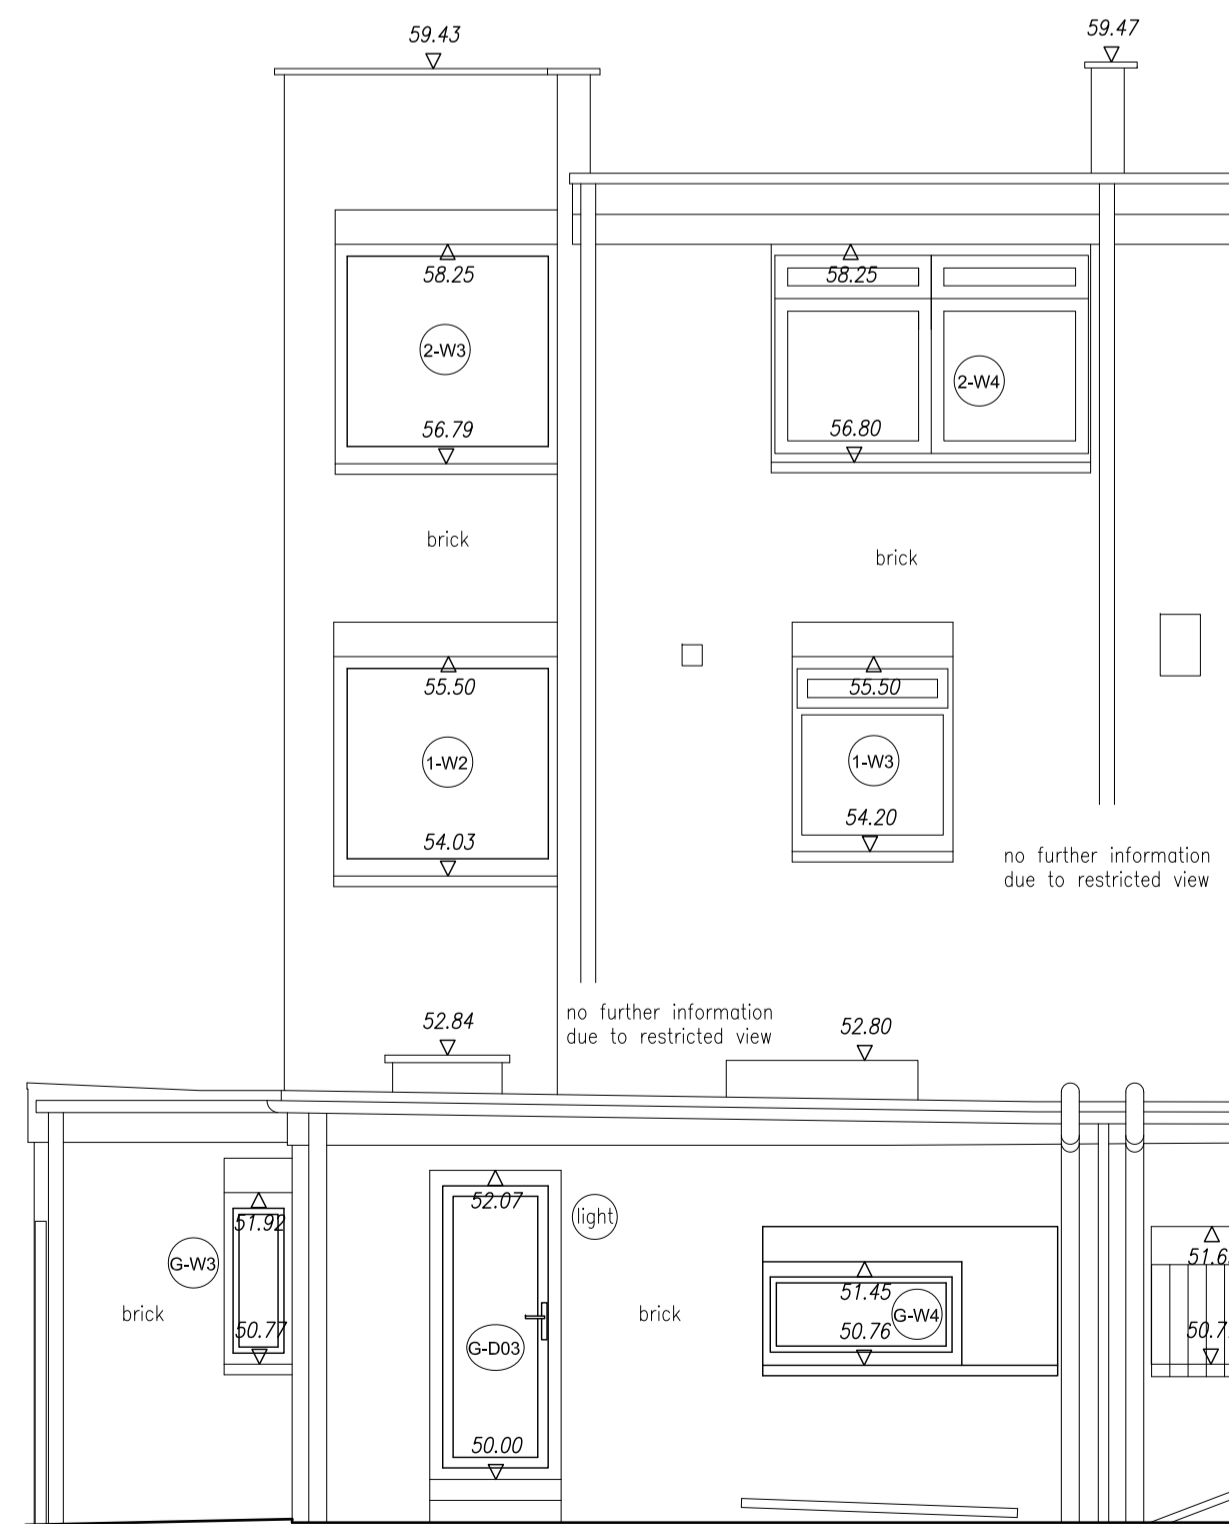 59.43
59.47
58.25
58.25
2-W3
2-W4
56.79
56.80
brick
brick
55.50
55.50
1-W2
1-W3
54.03
54.20
no further information
due to restricted view
no further information
due to restricted view
52.84
52.80
51.92
52.07
light
G-W3
51.45
G-W4
50.76
brick
brick
50.77
G-D03
50.00